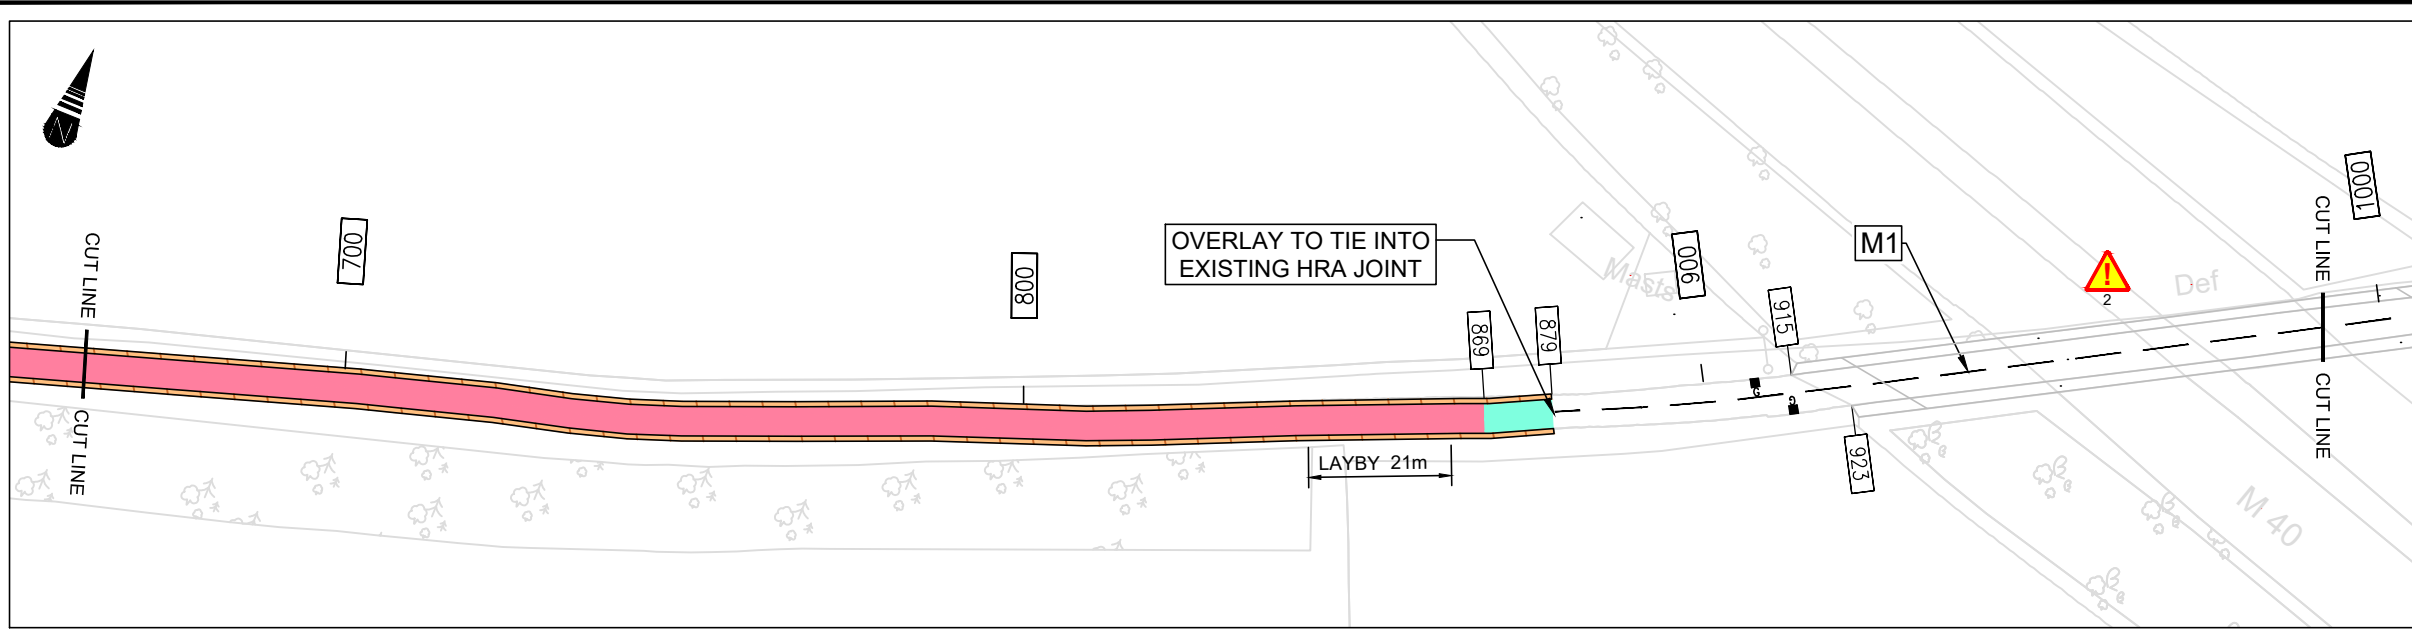 N
CUT LINE
CUT LINE
700
800
OVERLAY TO TIE INTO
EXISTING HRA JOINT
869
879
LAYBY 21m
Masts
900
915
G
G
923
M1
2
Def
M 40
CUT LINE
CUT LINE
1000